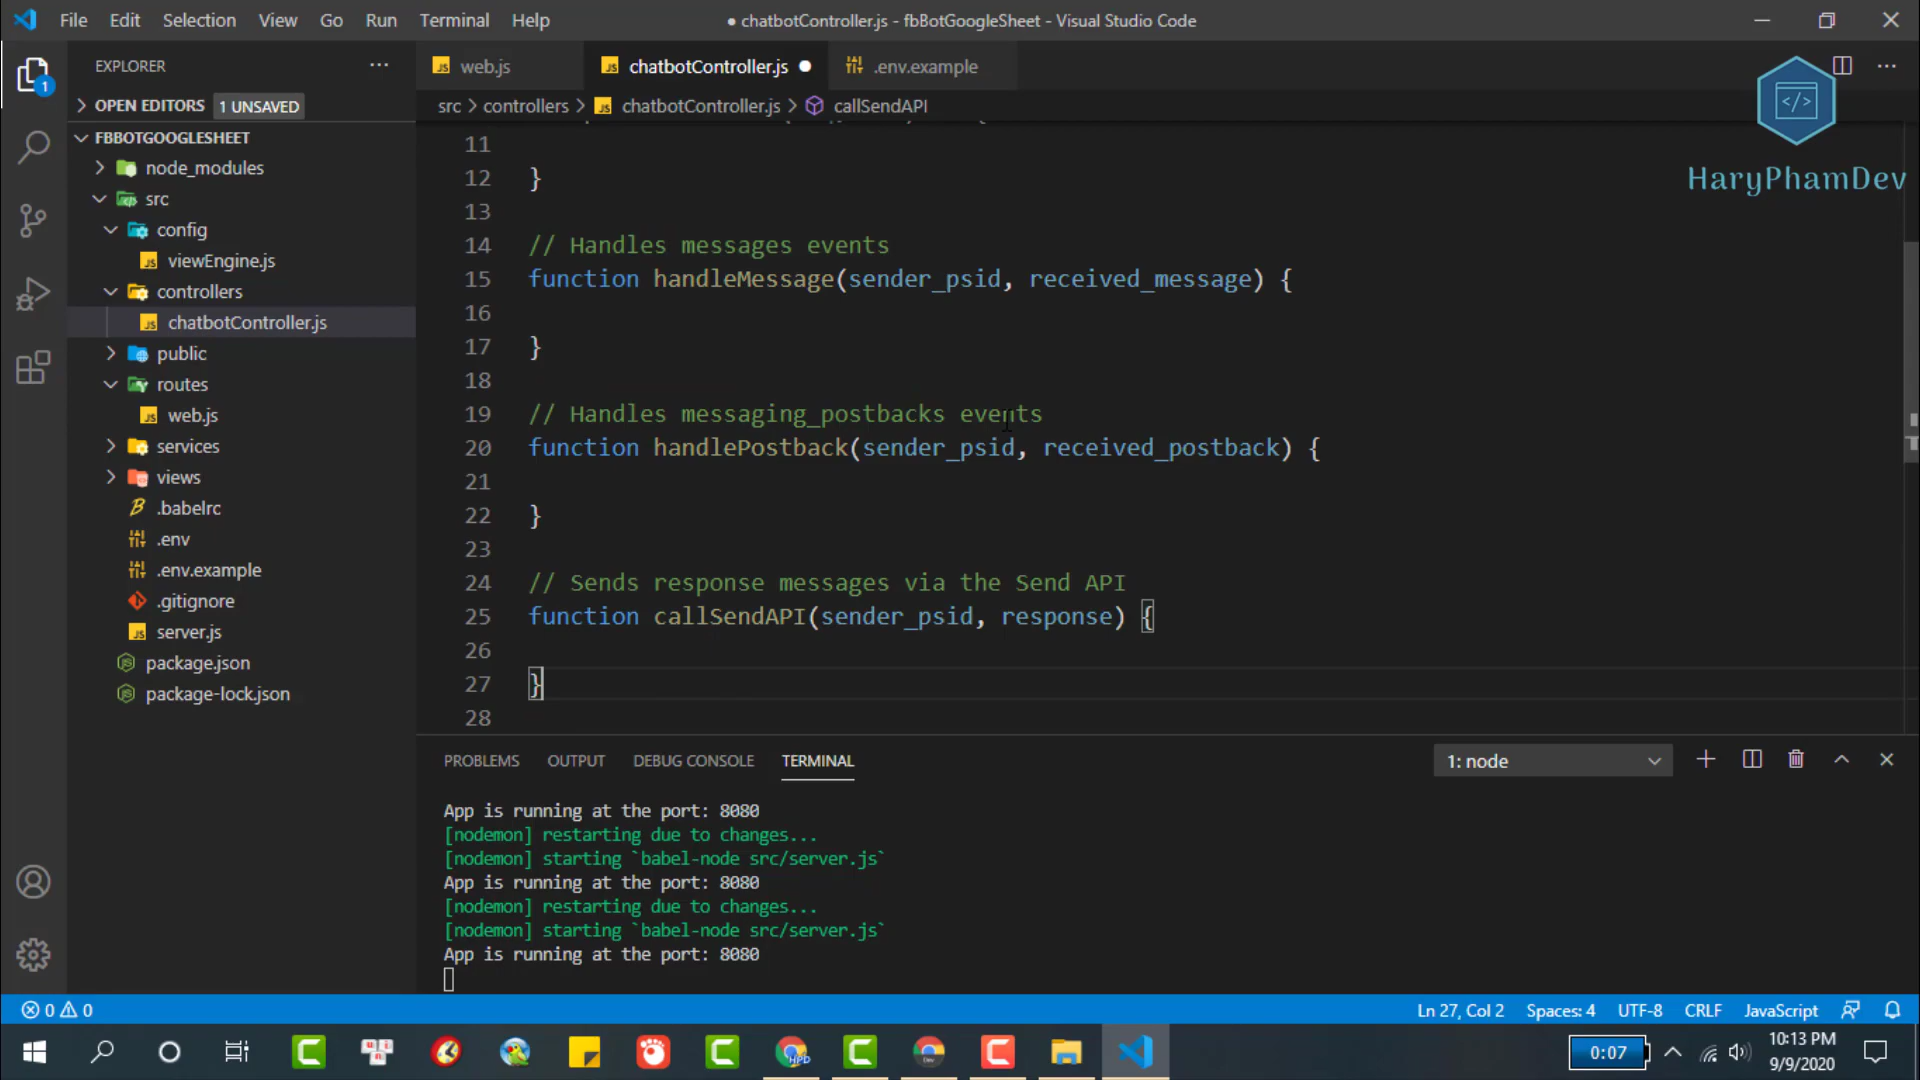 File Edit Selection View Go Run Terminal Help
● chatbotController.js - fbBotGoogleSheet - Visual Studio Code
EXPLORER
OPEN EDITORS 1 UNSAVED
FBBOTGOOGLESHEET
node_modules
src
config
viewEngine.js
controllers
chatbotController.js
public
routes
web.js
services
views
.babelrc
.env
.env.example
.gitignore
server.js
package.json
package-lock.json
1
web.js chatbotController.js .env.example
src > controllers > chatbotController.js > callSendAPI
HaryPhamDev
11
12 }
13
14 // Handles messages events
15 function handleMessage(sender_psid, received_message) {
16
17 }
18
19 // Handles messaging_postbacks events
20 function handlePostback(sender_psid, received_postback) {
21
22 }
23
24 // Sends response messages via the Send API
25 function callSendAPI(sender_psid, response) {
26
27 }
28
PROBLEMS OUTPUT DEBUG CONSOLE TERMINAL 1: node
App is running at the port: 8080
[nodemon] restarting due to changes...
[nodemon] starting `babel-node src/server.js`
App is running at the port: 8080
[nodemon] restarting due to changes...
[nodemon] starting `babel-node src/server.js`
App is running at the port: 8080
0 0 Ln 27, Col 2 Spaces: 4 UTF-8 CRLF JavaScript
0:07 10:13 PM
9/9/2020